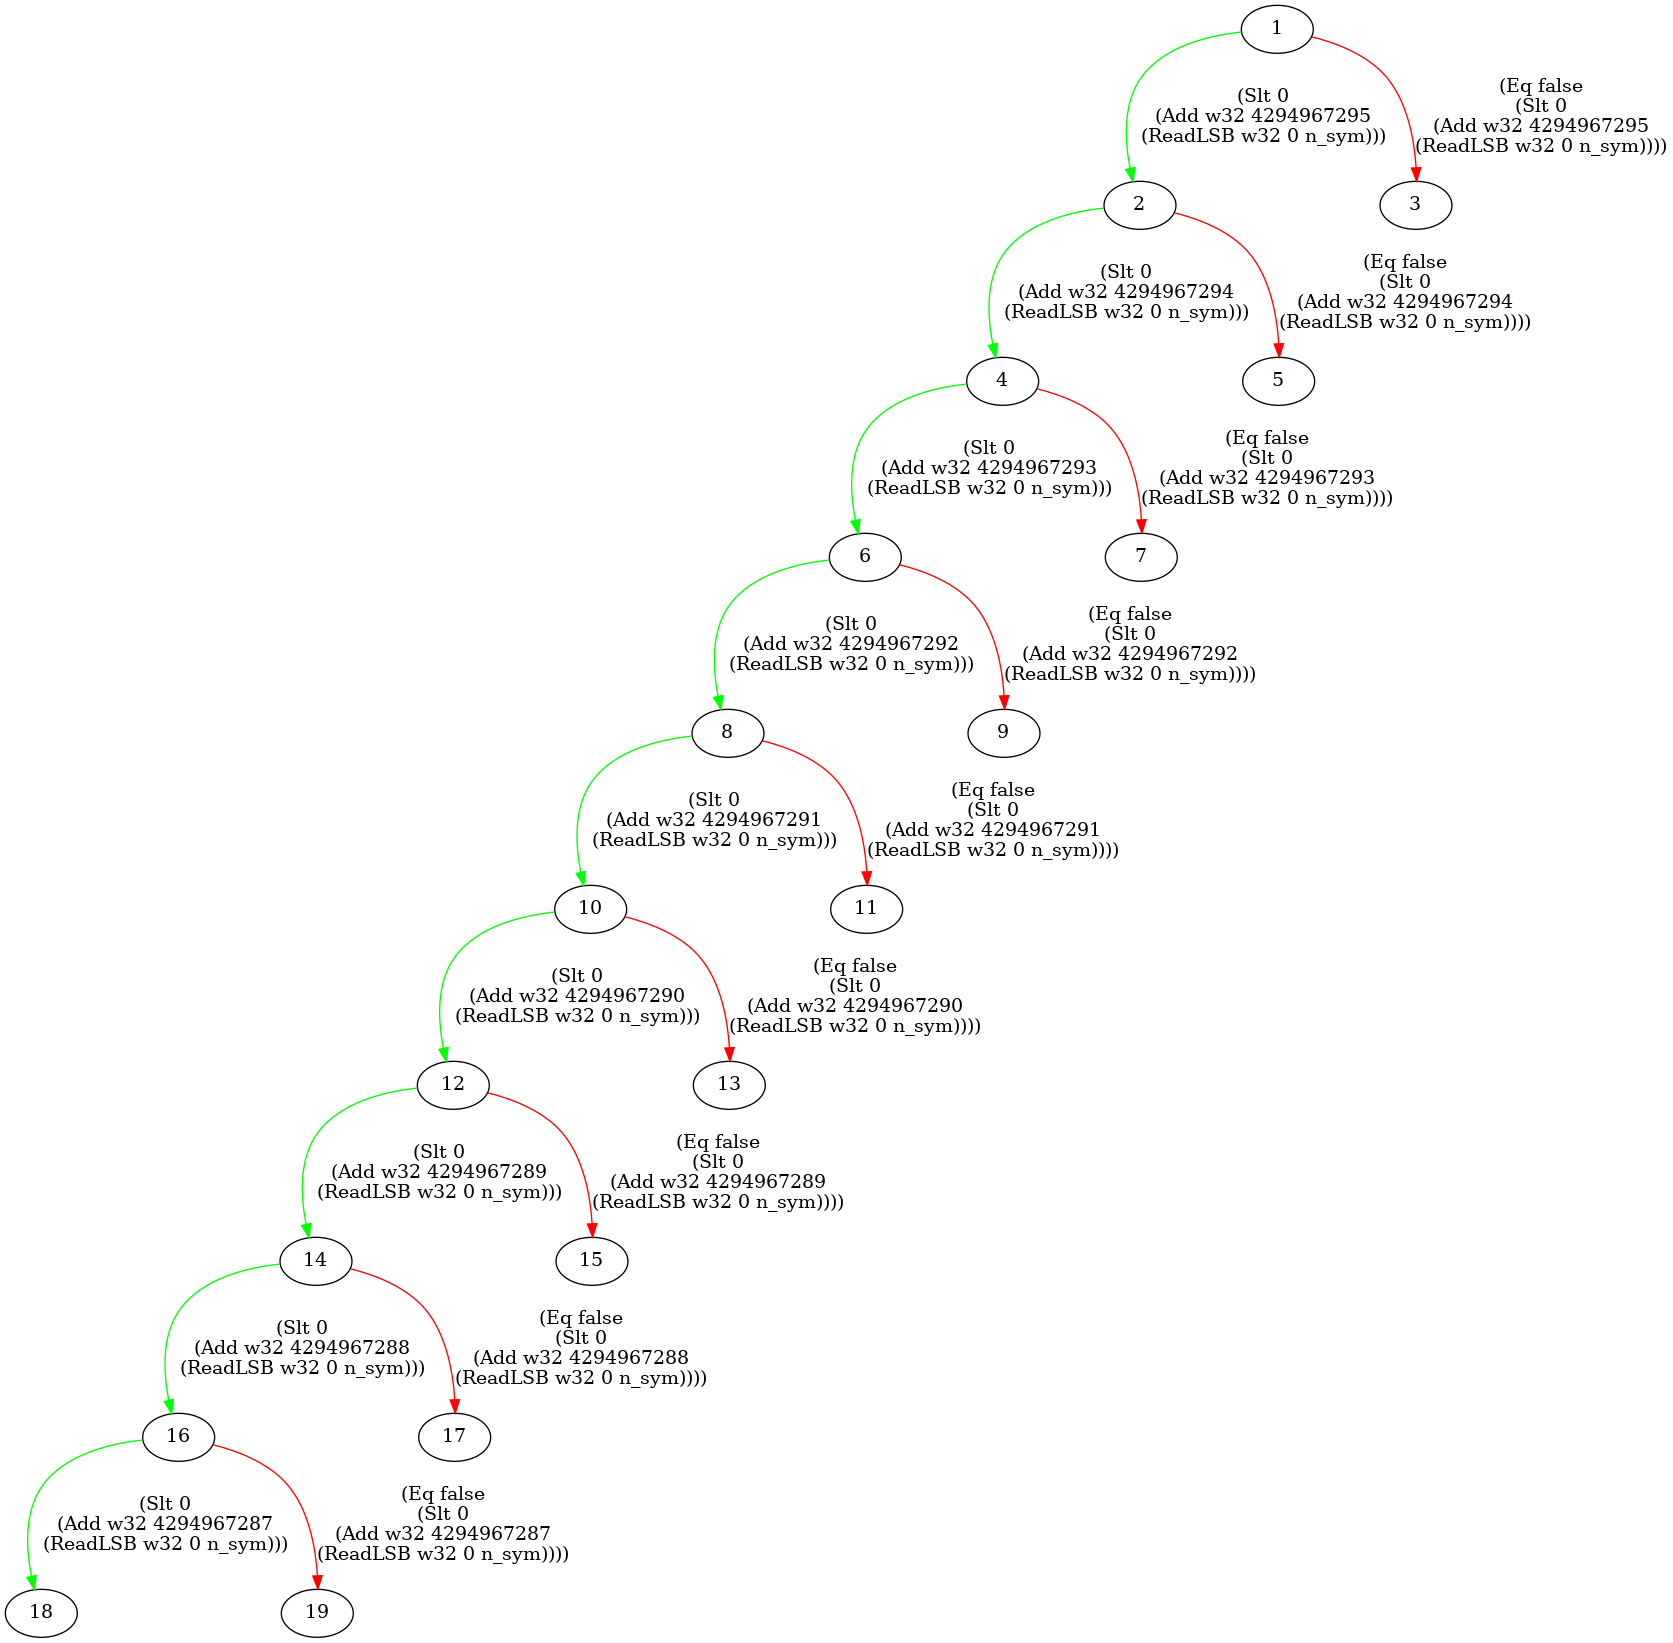 1
(Slt 0
(Add w32 4294967295
(ReadLSB w32 0 n_sym)))
(Eq false
(Slt 0
(Add w32 4294967295
(ReadLSB w32 0 n_sym))))
2
3
(Slt 0
(Add w32 4294967294
(ReadLSB w32 0 n_sym)))
(Eq false
(Slt 0
(Add w32 4294967294
(ReadLSB w32 0 n_sym))))
4
5
(Slt 0
(Add w32 4294967293
(ReadLSB w32 0 n_sym)))
(Eq false
(Slt 0
(Add w32 4294967293
(ReadLSB w32 0 n_sym))))
6
7
(Slt 0
(Add w32 4294967292
(ReadLSB w32 0 n_sym)))
(Eq false
(Slt 0
(Add w32 4294967292
(ReadLSB w32 0 n_sym))))
8
9
(Slt 0
(Add w32 4294967291
(ReadLSB w32 0 n_sym)))
(Eq false
(Slt 0
(Add w32 4294967291
(ReadLSB w32 0 n_sym))))
10
11
(Slt 0
(Add w32 4294967290
(ReadLSB w32 0 n_sym)))
(Eq false
(Slt 0
(Add w32 4294967290
(ReadLSB w32 0 n_sym))))
12
13
(Slt 0
(Add w32 4294967289
(ReadLSB w32 0 n_sym)))
(Eq false
(Slt 0
(Add w32 4294967289
(ReadLSB w32 0 n_sym))))
14
15
(Slt 0
(Add w32 4294967288
(ReadLSB w32 0 n_sym)))
(Eq false
(Slt 0
(Add w32 4294967288
(ReadLSB w32 0 n_sym))))
16
17
(Slt 0
(Add w32 4294967287
(ReadLSB w32 0 n_sym)))
(Eq false
(Slt 0
(Add w32 4294967287
(ReadLSB w32 0 n_sym))))
18
19